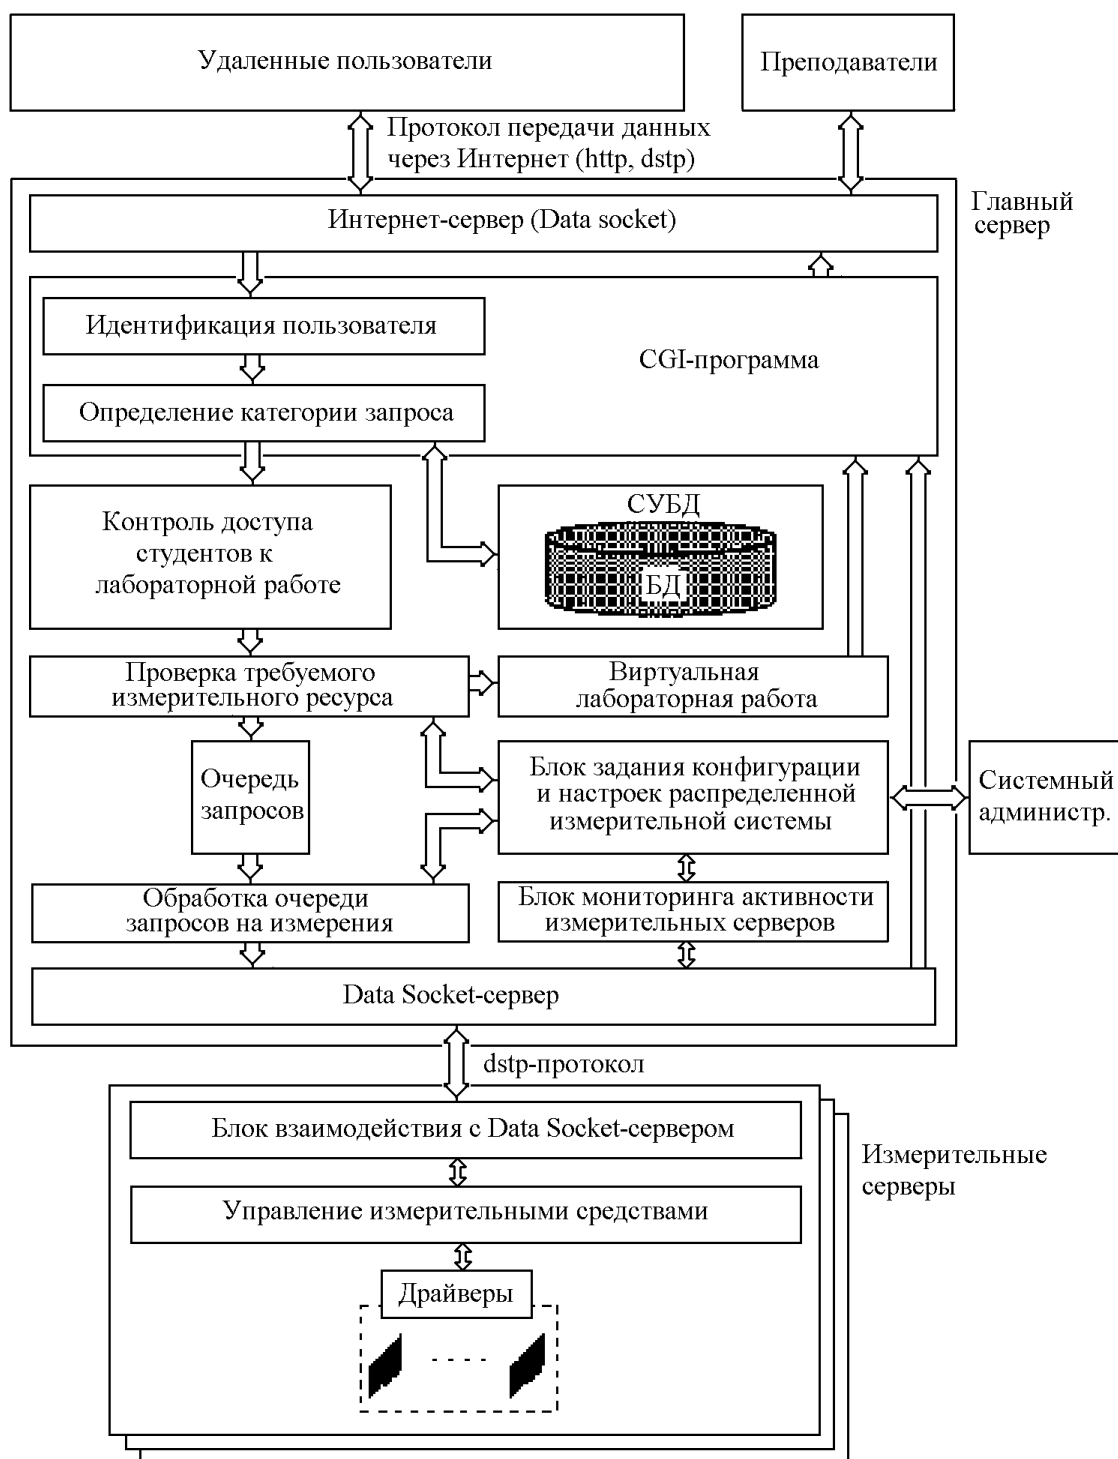 Удаленные пользователи
Преподаватели
Протокол передачи данных
через Интернет (http, dstp)
Главный
сервер
Интернет-сервер (Data socket)
Идентификация пользователя
CGI-программа
Определение категории запроса
Контроль доступа
студентов к
лабораторной работе
СУБД
БД
Проверка требуемого
измерительного ресурса
Виртуальная
лабораторная работа
Очередь
запросов
Блок задания конфигурации
и настроек распределенной
измерительной системы
Системный
администр.
Обработка очереди
запросов на измерения
Блок мониторинга активности
измерительных серверов
Data Socket-сервер
dstp-протокол
Блок взаимодействия с Data Socket-сервером
Измерительные
серверы
Управление измерительными средствами
Драйверы